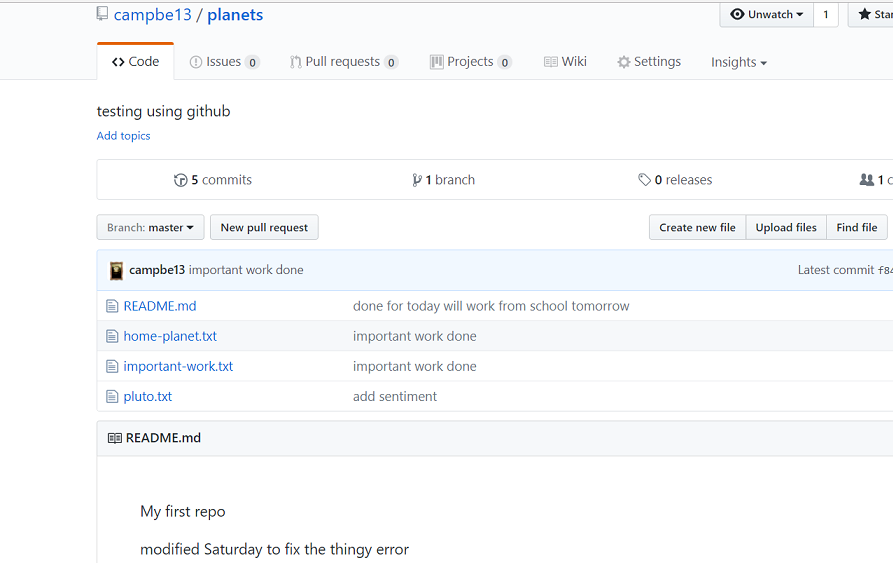 campbe13 / planets
Unwatch 1
Code Issues 0 Pull requests 0 Projects 0 Wiki Settings Insights
testing using github
Add topics
5 commits 1 branch 0 releases 1
Branch: master New pull request Create new file Upload files Find file
campbe13 important work done Latest commit f84
README.md done for today will work from school tomorrow
home-planet.txt important work done
important-work.txt important work done
pluto.txt add sentiment
README.md
My first repo
modified Saturday to fix the thingy error